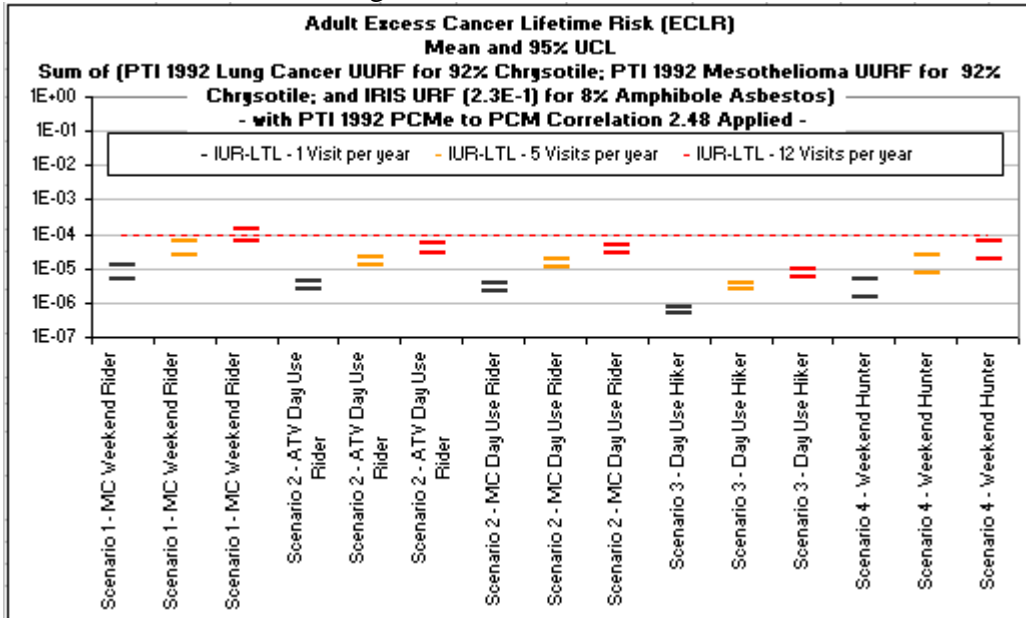 Adult Excess Cancer Lifetime Risk (ECLR)
Mean and 95% UCL
Sum of (PTI 1992 Lung Cancer UURF for 92% Chrysotile; PTI 1992 Mesothelioma UURF for 92%
Chrysotile; and IRIS URF (2.3E-1) for 8% Amphibole Asbestos)
- with PTI 1992 PCMe to PCM Correlation 2.48 Applied -
IUR-LTL - 1 Visit per year
IUR-LTL - 5 Visits per year
IUR-LTL - 12 Visits per year
1E+00
1E-01
1E-02
1E-03
1E-04
1E-05
1E-06
1E-07
Scenario 1 - MC Weekend Rider
Scenario 1 - MC Weekend Rider
Scenario 1 - MC Weekend Rider
Scenario 2 - ATV Day Use
Rider
Scenario 2 - ATV Day Use
Rider
Scenario 2 - ATV Day Use
Rider
Scenario 2 - MC Day Use Rider
Scenario 2 - MC Day Use Rider
Scenario 2 - MC Day Use Rider
Scenario 3 - Day Use Hiker
Scenario 3 - Day Use Hiker
Scenario 3 - Day Use Hiker
Scenario 4 - Weekend Hunter
Scenario 4 - Weekend Hunter
Scenario 4 - Weekend Hunter